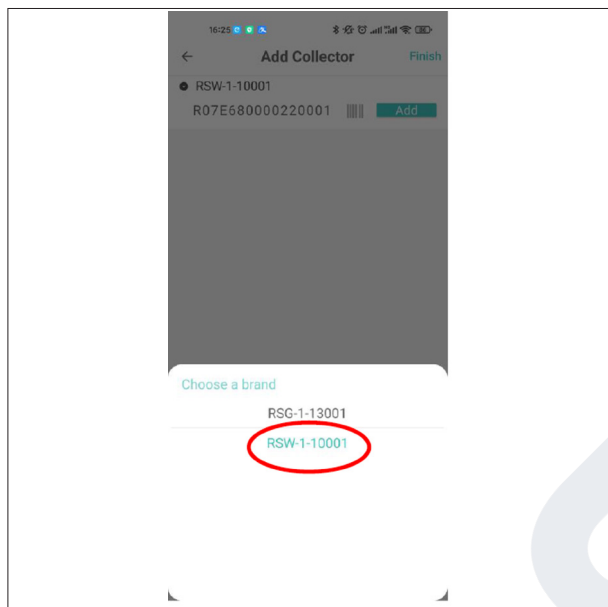 16:25
Add Collector Finish
RSW-1-10001
R07E680000220001 Add
Choose a brand
RSG-1-13001
RSW-1-10001